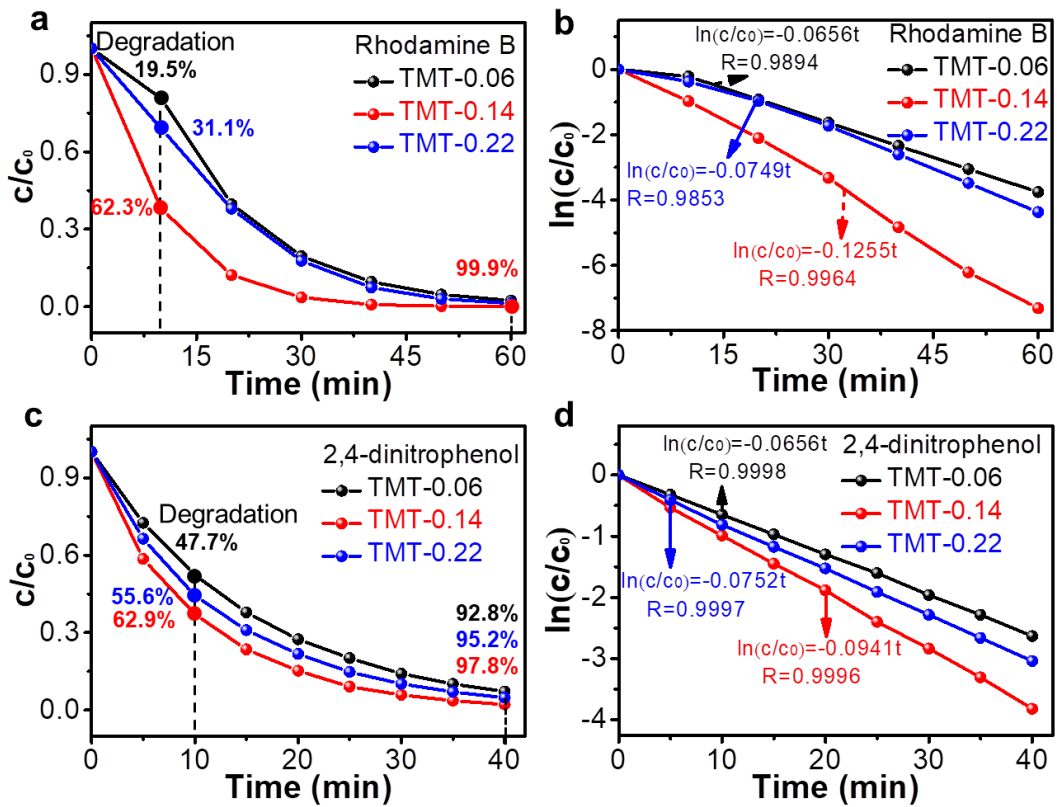 a
Degradation
19.5%
31.1%
62.3%
99.9%
Rhodamine B
TMT-0.06
TMT-0.14
TMT-0.22
c/c₀
0.9
0.6
0.3
0.0
0 15 30 45 60
Time (min)
b
ln(c/c₀)=-0.0656t
R=0.9894
Rhodamine B
TMT-0.06
TMT-0.14
TMT-0.22
ln(c/c₀)=-0.0749t
R=0.9853
ln(c/c₀)=-0.1255t
R=0.9964
ln(c/c₀)
0
-2
-4
-6
-8
0 15 30 45 60
Time (min)
c
2,4-dinitrophenol
TMT-0.06
TMT-0.14
TMT-0.22
Degradation
47.7%
55.6%
62.9%
92.8%
95.2%
97.8%
c/c₀
0.9
0.6
0.3
0.0
0 10 20 30 40
Time (min)
d
ln(c/c₀)=-0.0656t
R=0.9998
2,4-dinitrophenol
TMT-0.06
TMT-0.14
TMT-0.22
ln(c/c₀)=-0.0752t
R=0.9997
ln(c/c₀)=-0.0941t
R=0.9996
ln(c/c₀)
0
-1
-2
-3
-4
0 10 20 30 40
Time (min)